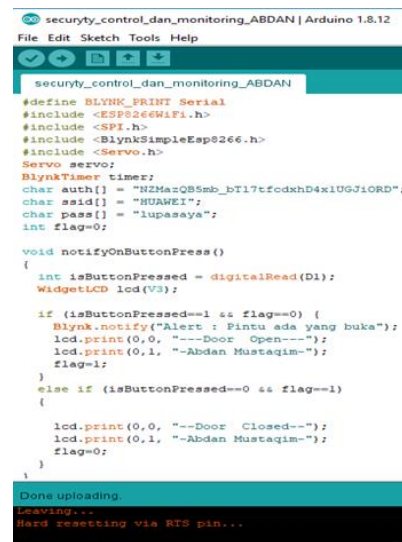 securyty_control_dan_monitoring_ABDAN | Arduino 1.8.12
File Edit Sketch Tools Help
securyty_control_dan_monitoring_ABDAN
#define BLYNK_PRINT Serial
#include <ESP8266WiFi.h>
#include <SPI.h>
#include <BlynkSimpleEsp8266.h>
#include <Servo.h>
Servo servo;
BlynkTimer timer;
char auth[] = "NZMazQB5mb_bTl7tfcdxhD4x1UGJiORD";
char ssid[] = "HUAWEI";
char pass[] = "lupasaya";
int flag=0;
void notifyOnButtonPress()
{
int isButtonPressed = digitalRead(D1);
WidgetLCD lcd(V3);
if (isButtonPressed==1 && flag==0) {
Blynk.notify("Alert : Pintu ada yang buka");
lcd.print(0,0, "---Door  Open---");
lcd.print(0,1, "-Abdan Mustaqim-");
flag=1;
}
else if (isButtonPressed==0 && flag==1)
{
lcd.print(0,0, "--Door  Closed--");
lcd.print(0,1, "-Abdan Mustaqim-");
flag=0;
}
}
Done uploading.
Leaving...
Hard resetting via RTS pin...